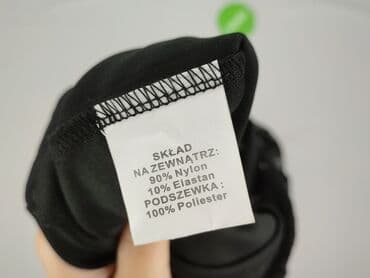 SKŁAD
NA ZEWNĄTRZ:
90% Nylon
10% Elastan
PODSZEWKA:
100% Poliester